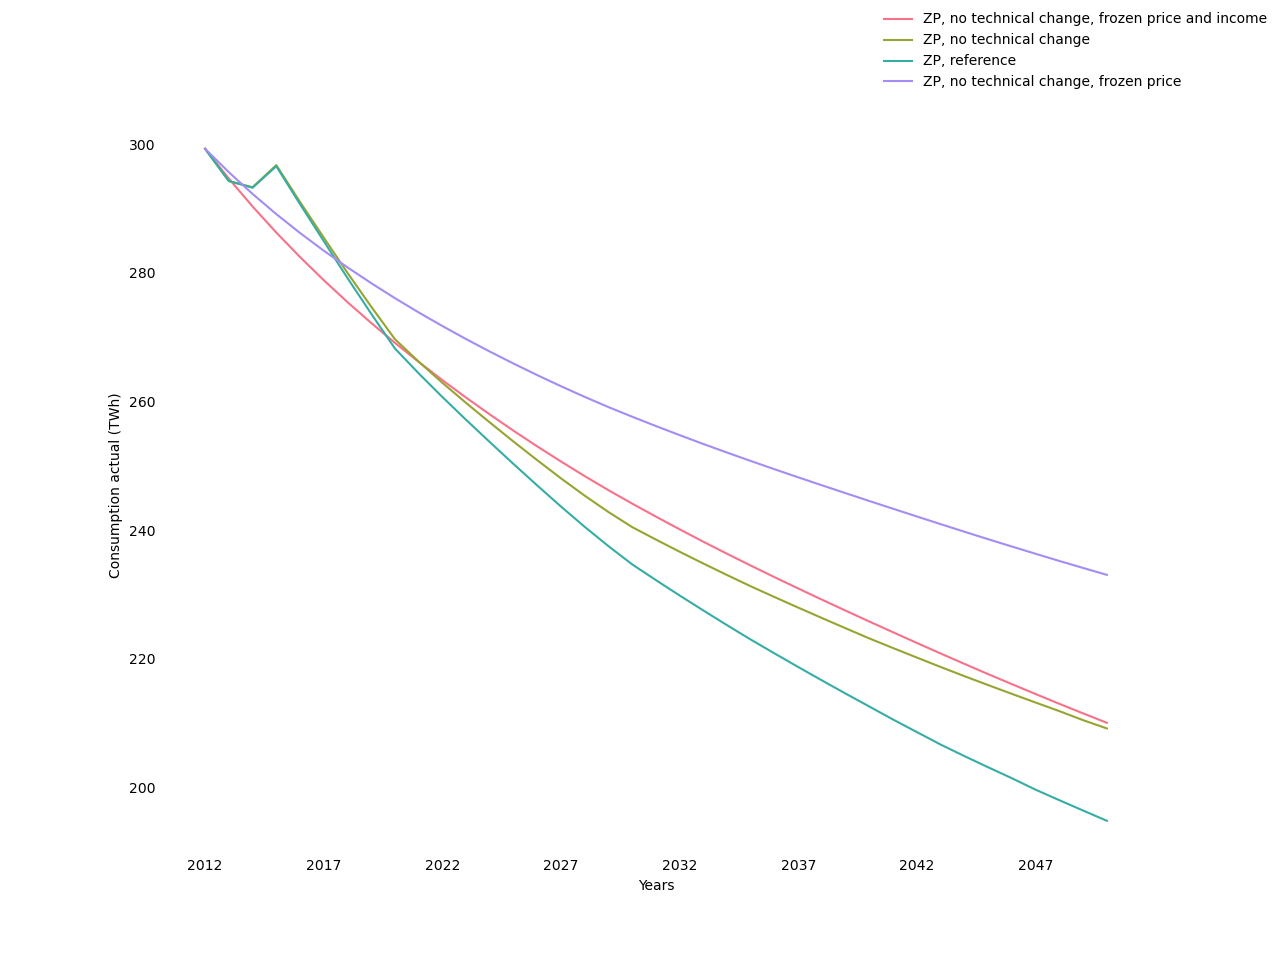 ZP, no technical change, frozen price and income
ZP, no technical change
ZP, reference
ZP, no technical change, frozen price
300
280
260
240
220
200
Consumption actual (TWh)
2012 2017 2022 2027 2032 2037 2042 2047
Years